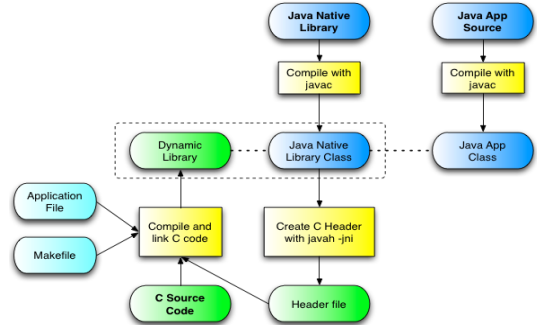 Java Native
Library
Java App
Source
Compile with
javac
Compile with
javac
Dynamic
Library
Java Native
Library Class
Java App
Class
Application
File
Compile and
link C code
Create C Header
with javah -jni
Makefile
C Source
Code
Header file